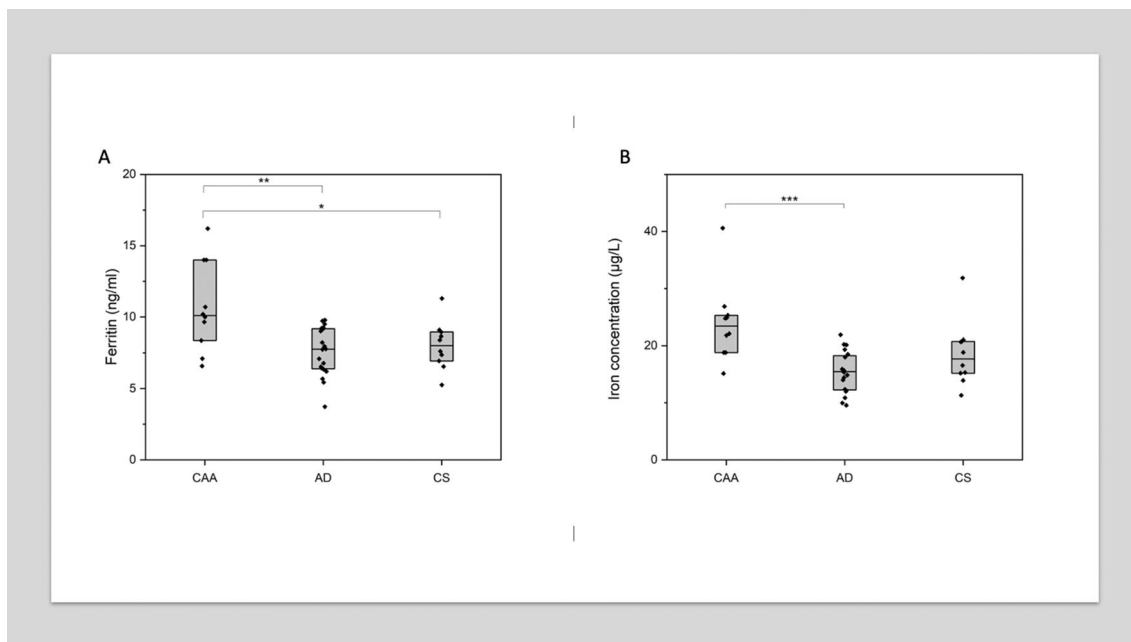 A
Ferritin (ng/ml)
20
15
10
5
0
**
*
CAA
AD
CS
B
Iron concentration (µg/L)
40
20
0
***
CAA
AD
CS